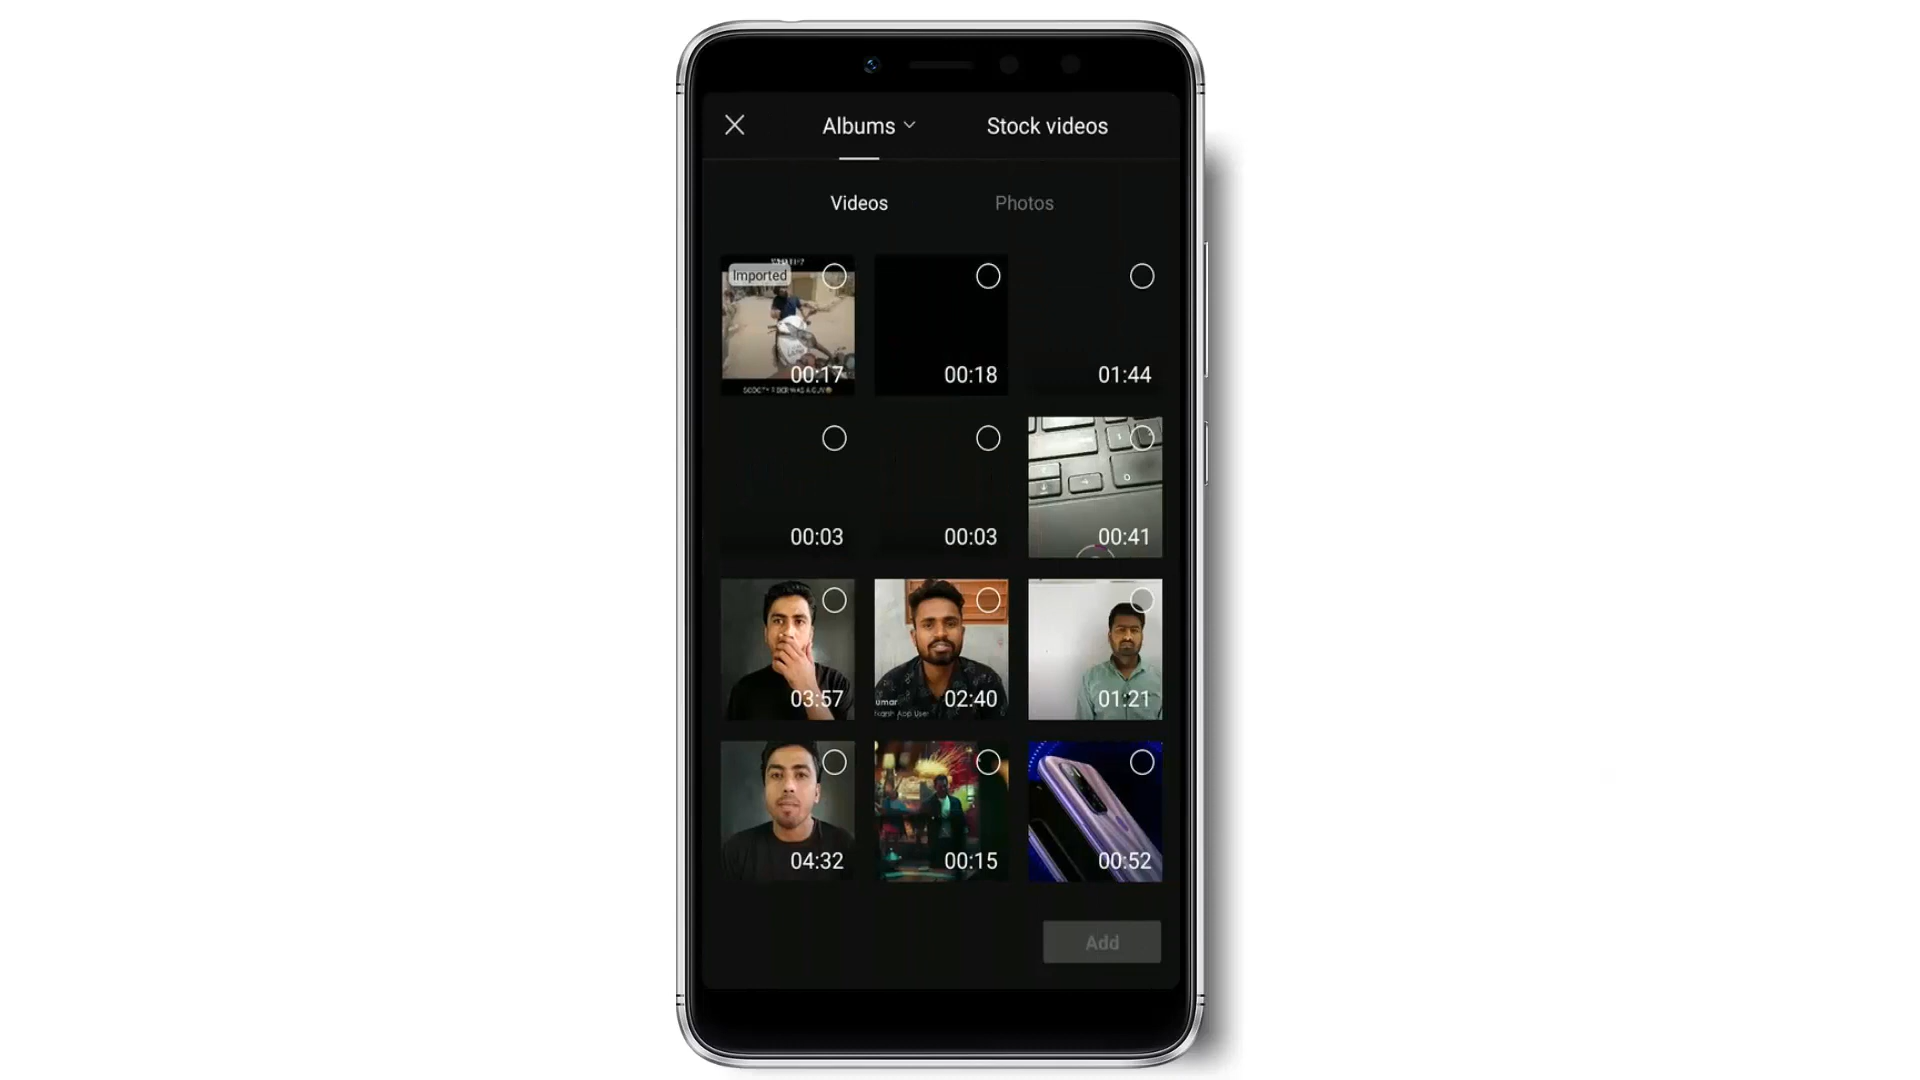 Albums
Stock videos
Videos
Photos
Imported
00:17
00:18
01:44
00:03
00:03
00:41
03:57
umar
02:40
01:21
04:32
00:15
00:52
Add